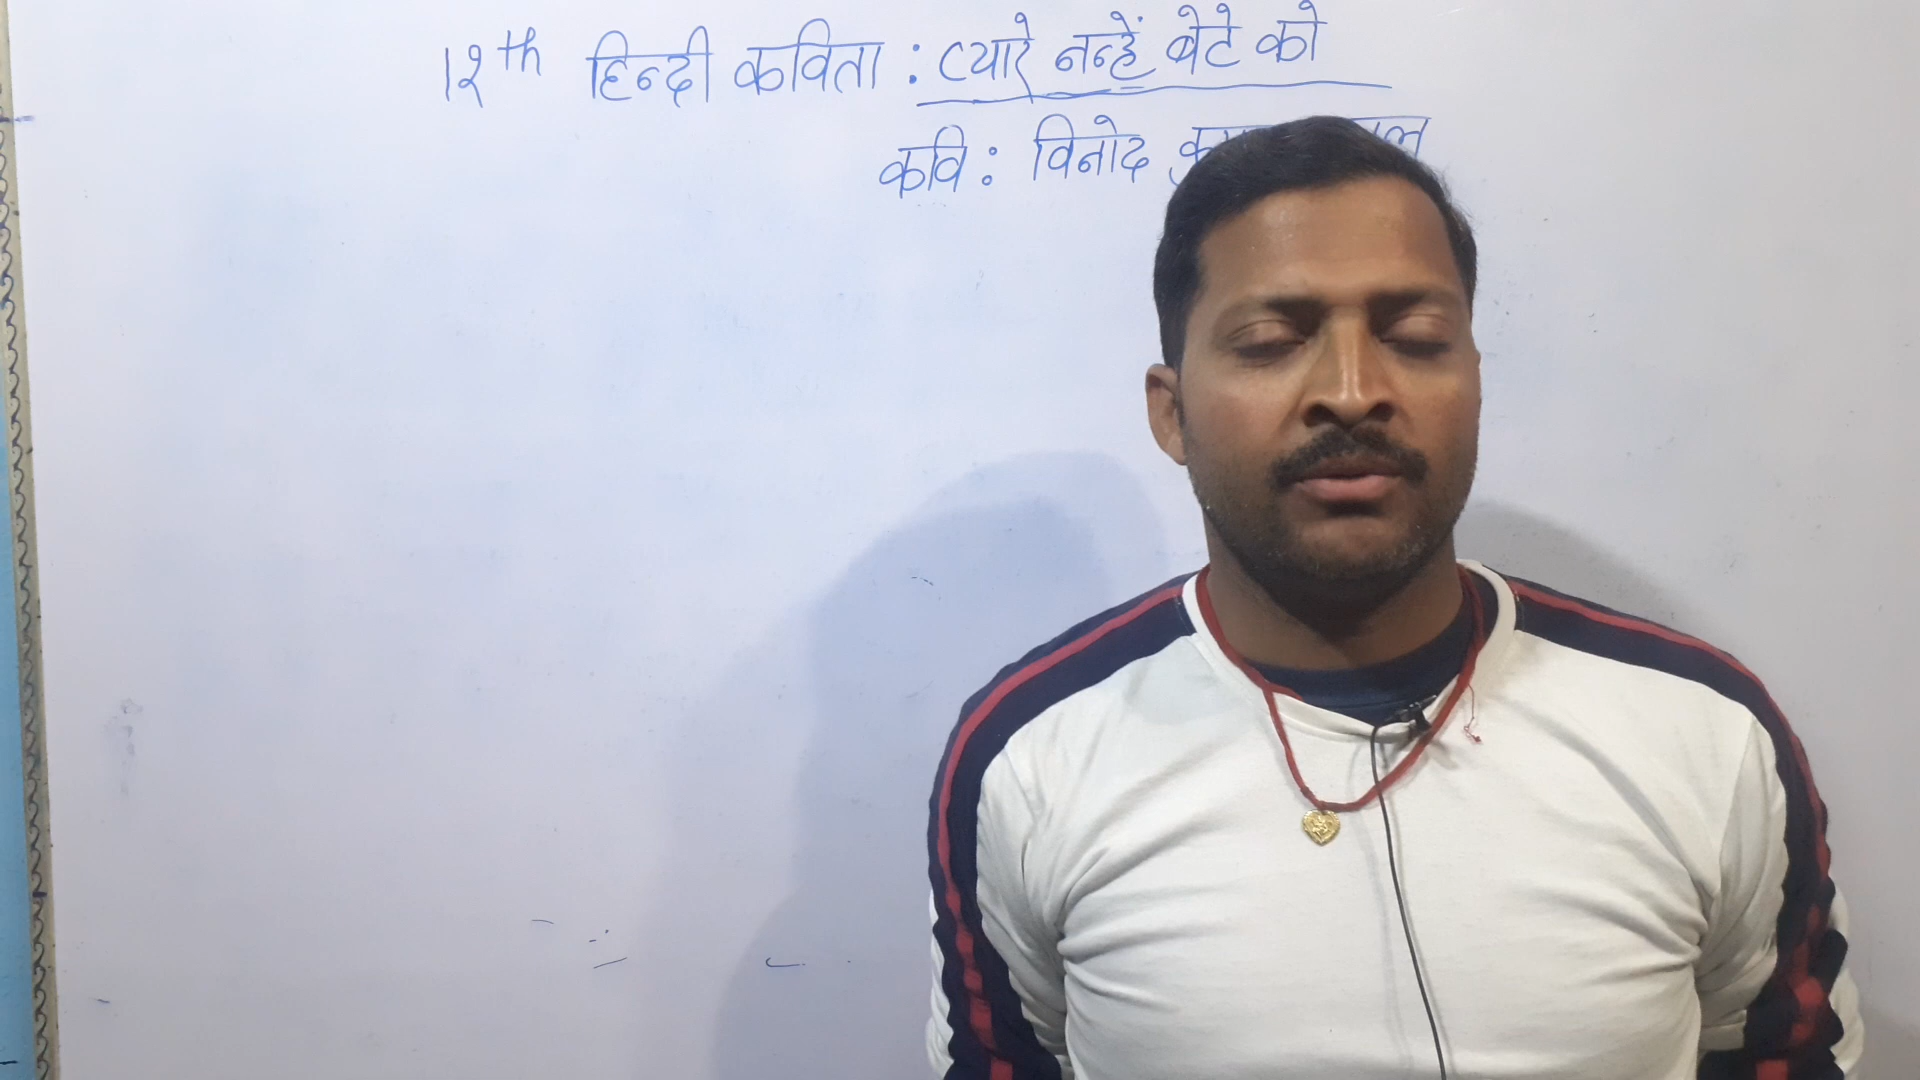 12th हिन्दी कविता : प्यारे नन्हें बेटे को
कवि : विनोद